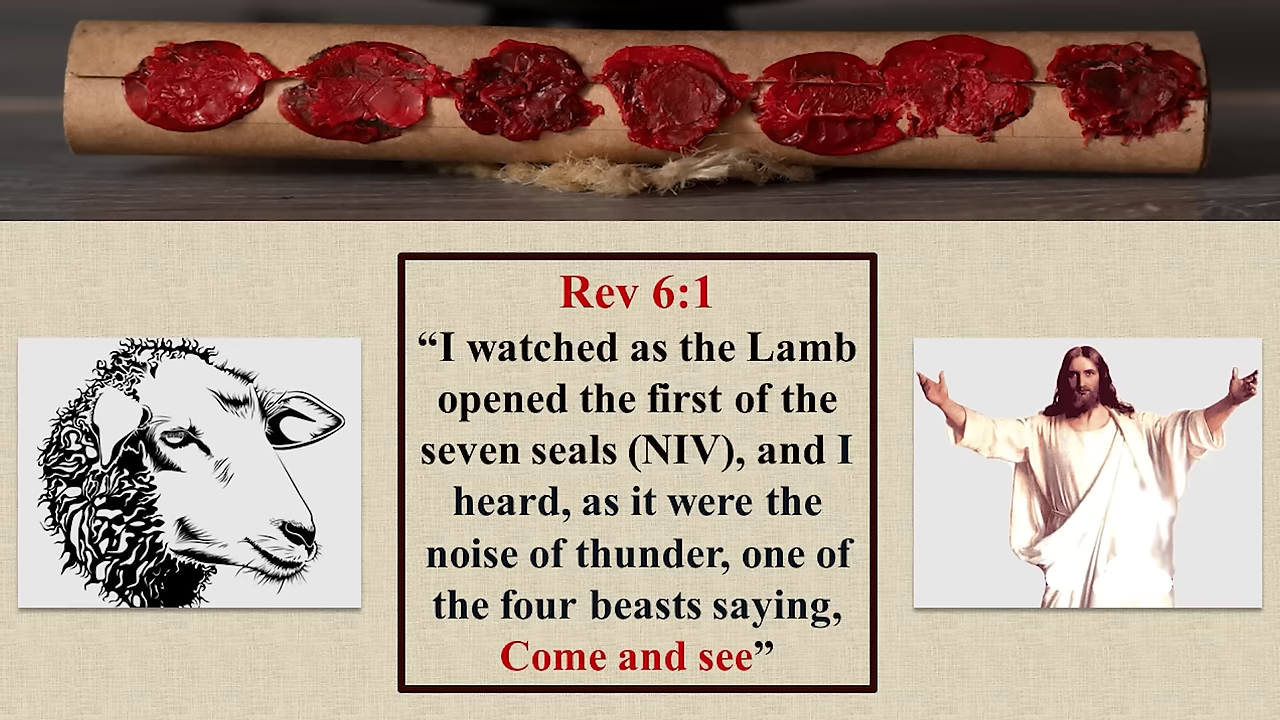 Rev 6:1
“I watched as the Lamb
opened the first of the
seven seals (NIV), and I
heard, as it were the
noise of thunder, one of
the four beasts saying,
Come and see”